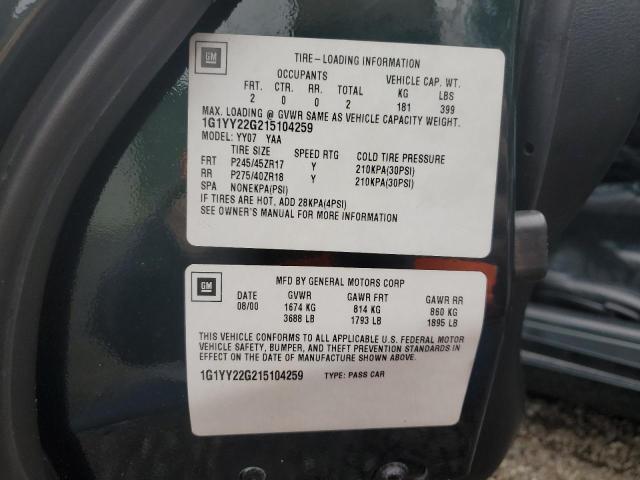 GM
TIRE-LOADING INFORMATION
OCCUPANTS VEHICLE CAP. WT.
FRT. CTR. RR. TOTAL KG LBS
2 0 0 2 181 399
MAX. LOADING @ GVWR SAME AS VEHICLE CAPACITY WEIGHT.
1G1YY22G215104259
MODEL: YY07 YAA
TIRE SIZE SPEED RTG COLD TIRE PRESSURE
FRT P245/45ZR17 Y 210KPA(30PSI)
RR P275/40ZR18 Y 210KPA(30PSI)
SPA NONEKPA(PSI)
IF TIRES ARE HOT, ADD 28KPA(4PSI)
SEE OWNER'S MANUAL FOR MORE INFORMATION
GM
MFD BY GENERAL MOTORS CORP
DATE GVWR GAWR FRT GAWR RR
08/00 1674 KG 814 KG 860 KG
3688 LB 1793 LB 1895 LB
THIS VEHICLE CONFORMS TO ALL APPLICABLE U.S. FEDERAL MOTOR
VEHICLE SAFETY, BUMPER, AND THEFT PREVENTION STANDARDS IN
EFFECT ON THE DATE OF MANUFACTURE SHOWN ABOVE.
1G1YY22G215104259 TYPE: PASS CAR